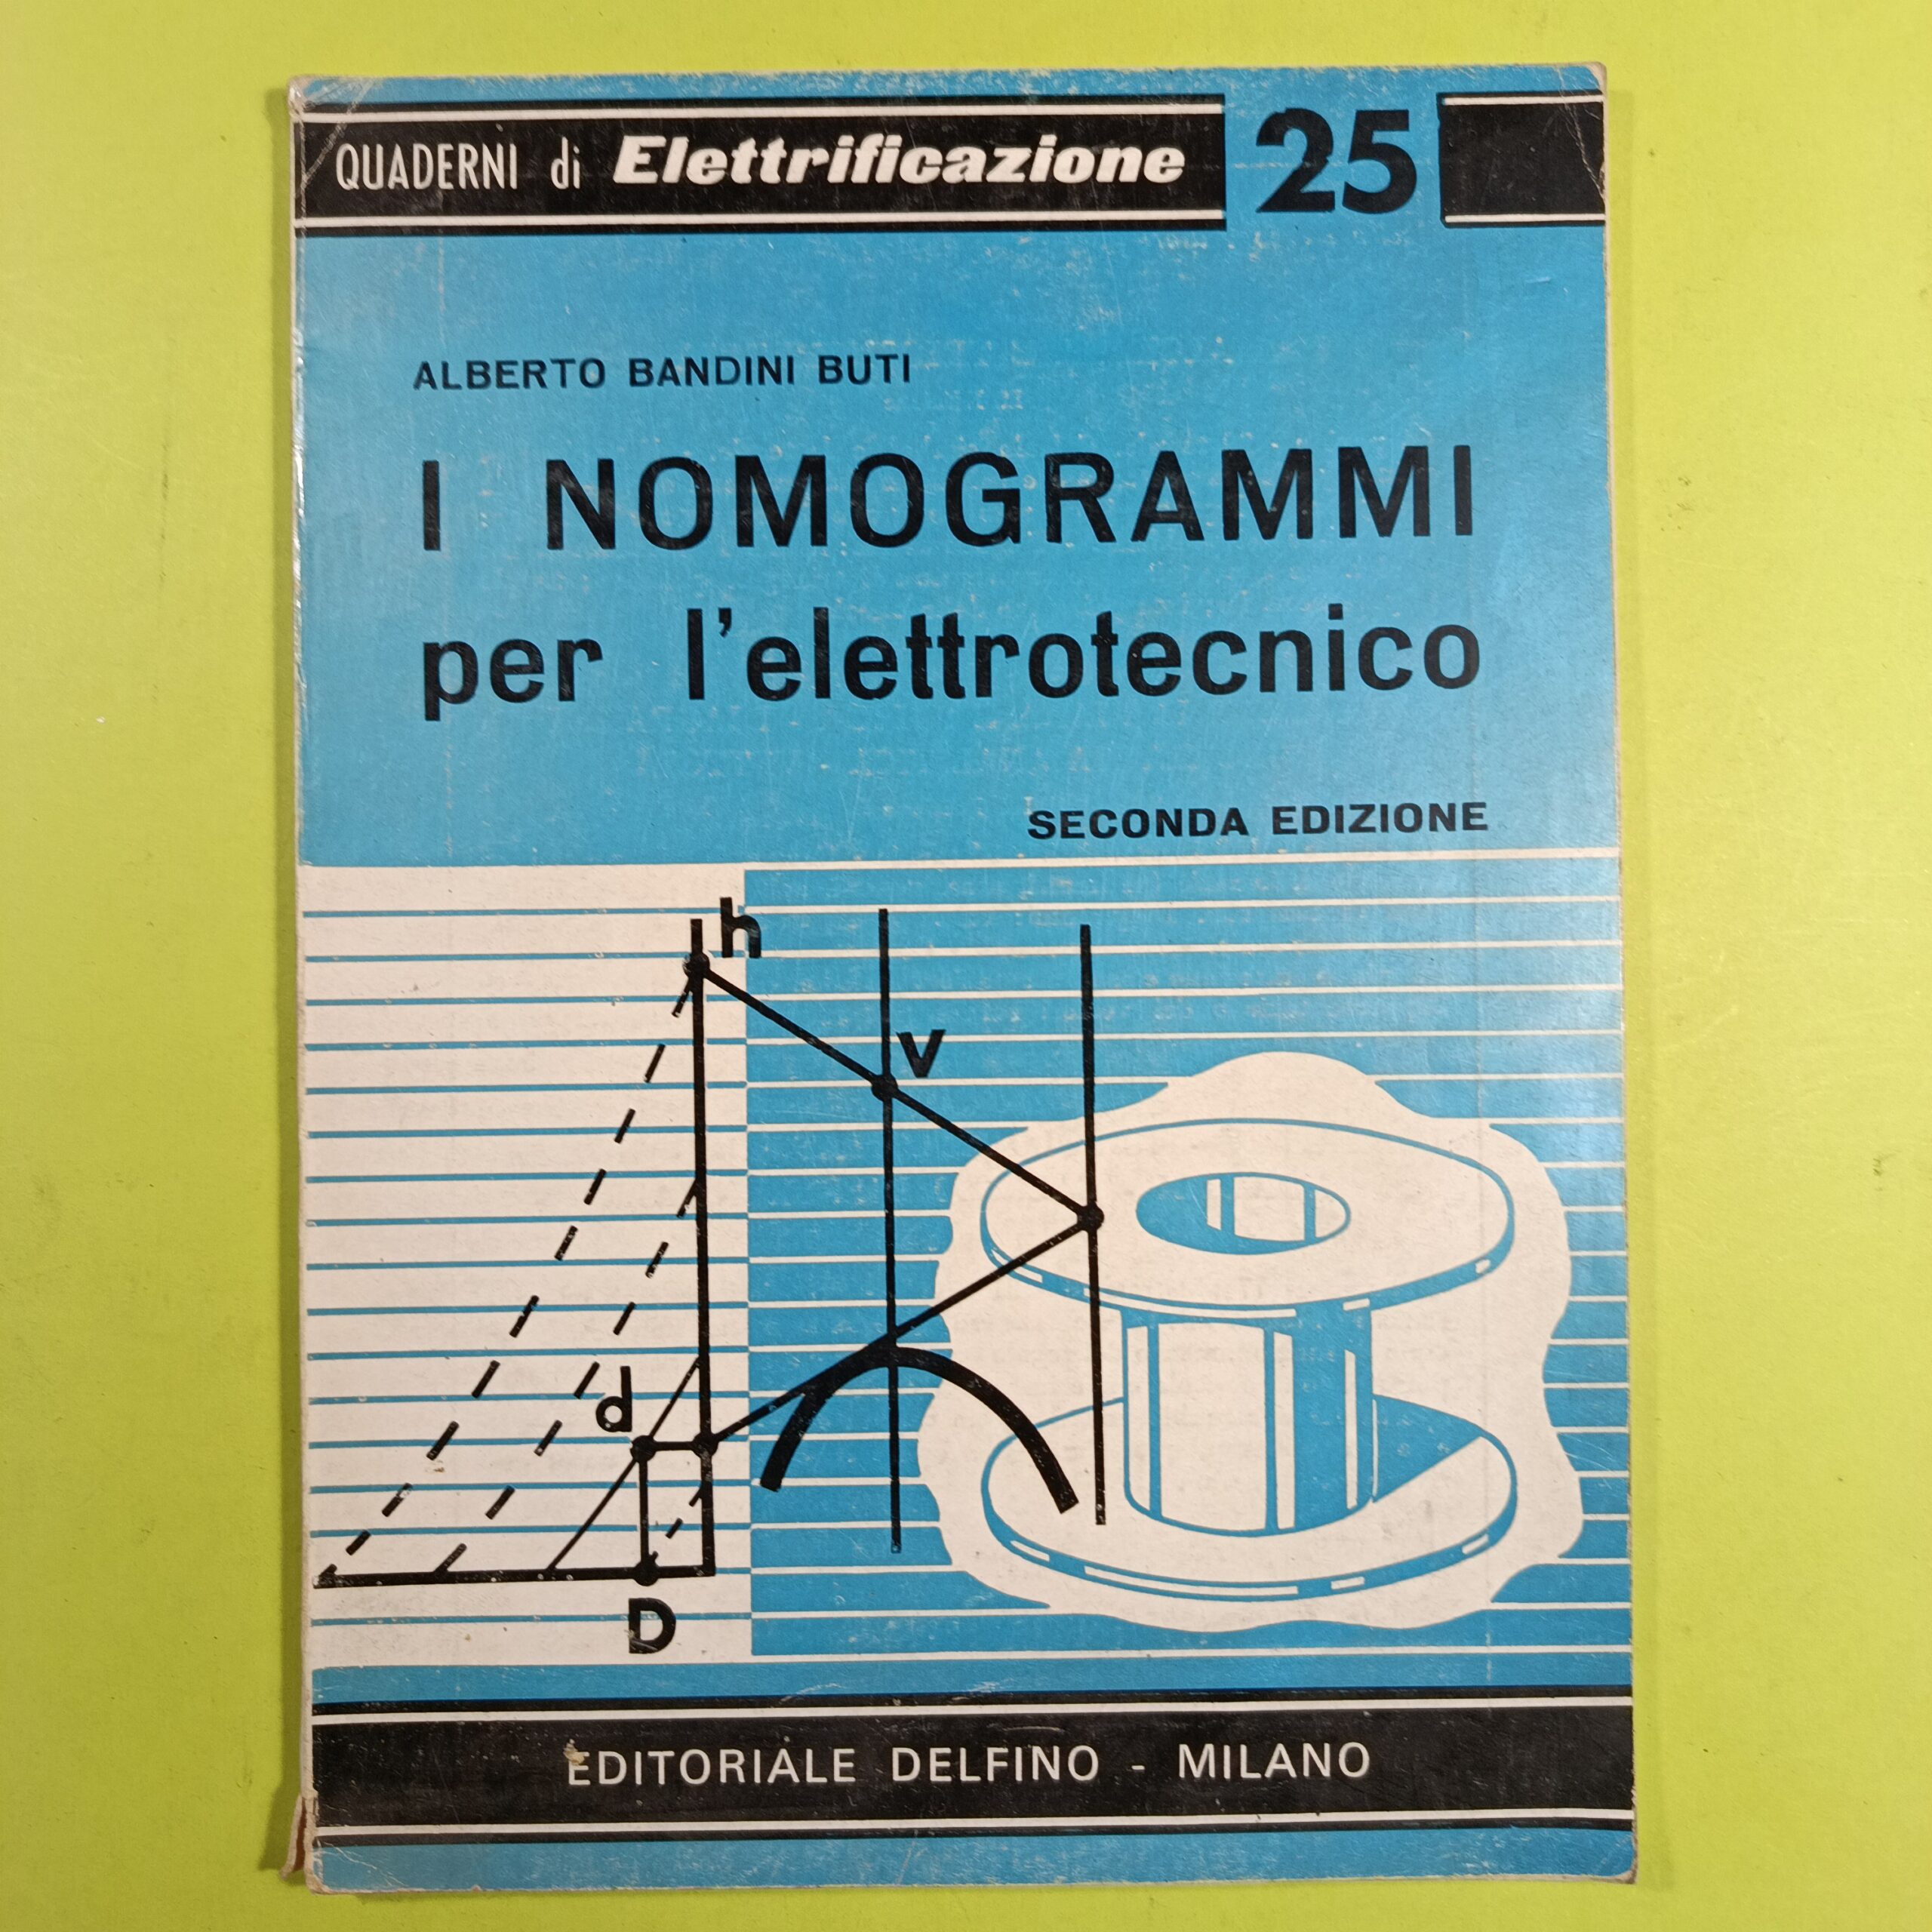 QUADERNI di Elettrificazione 25
ALBERTO BANDINI BUTI
I NOMOGRAMMI
per l'elettrotecnico
SECONDA EDIZIONE
h
v
d
D
EDITORIALE DELFINO - MILANO